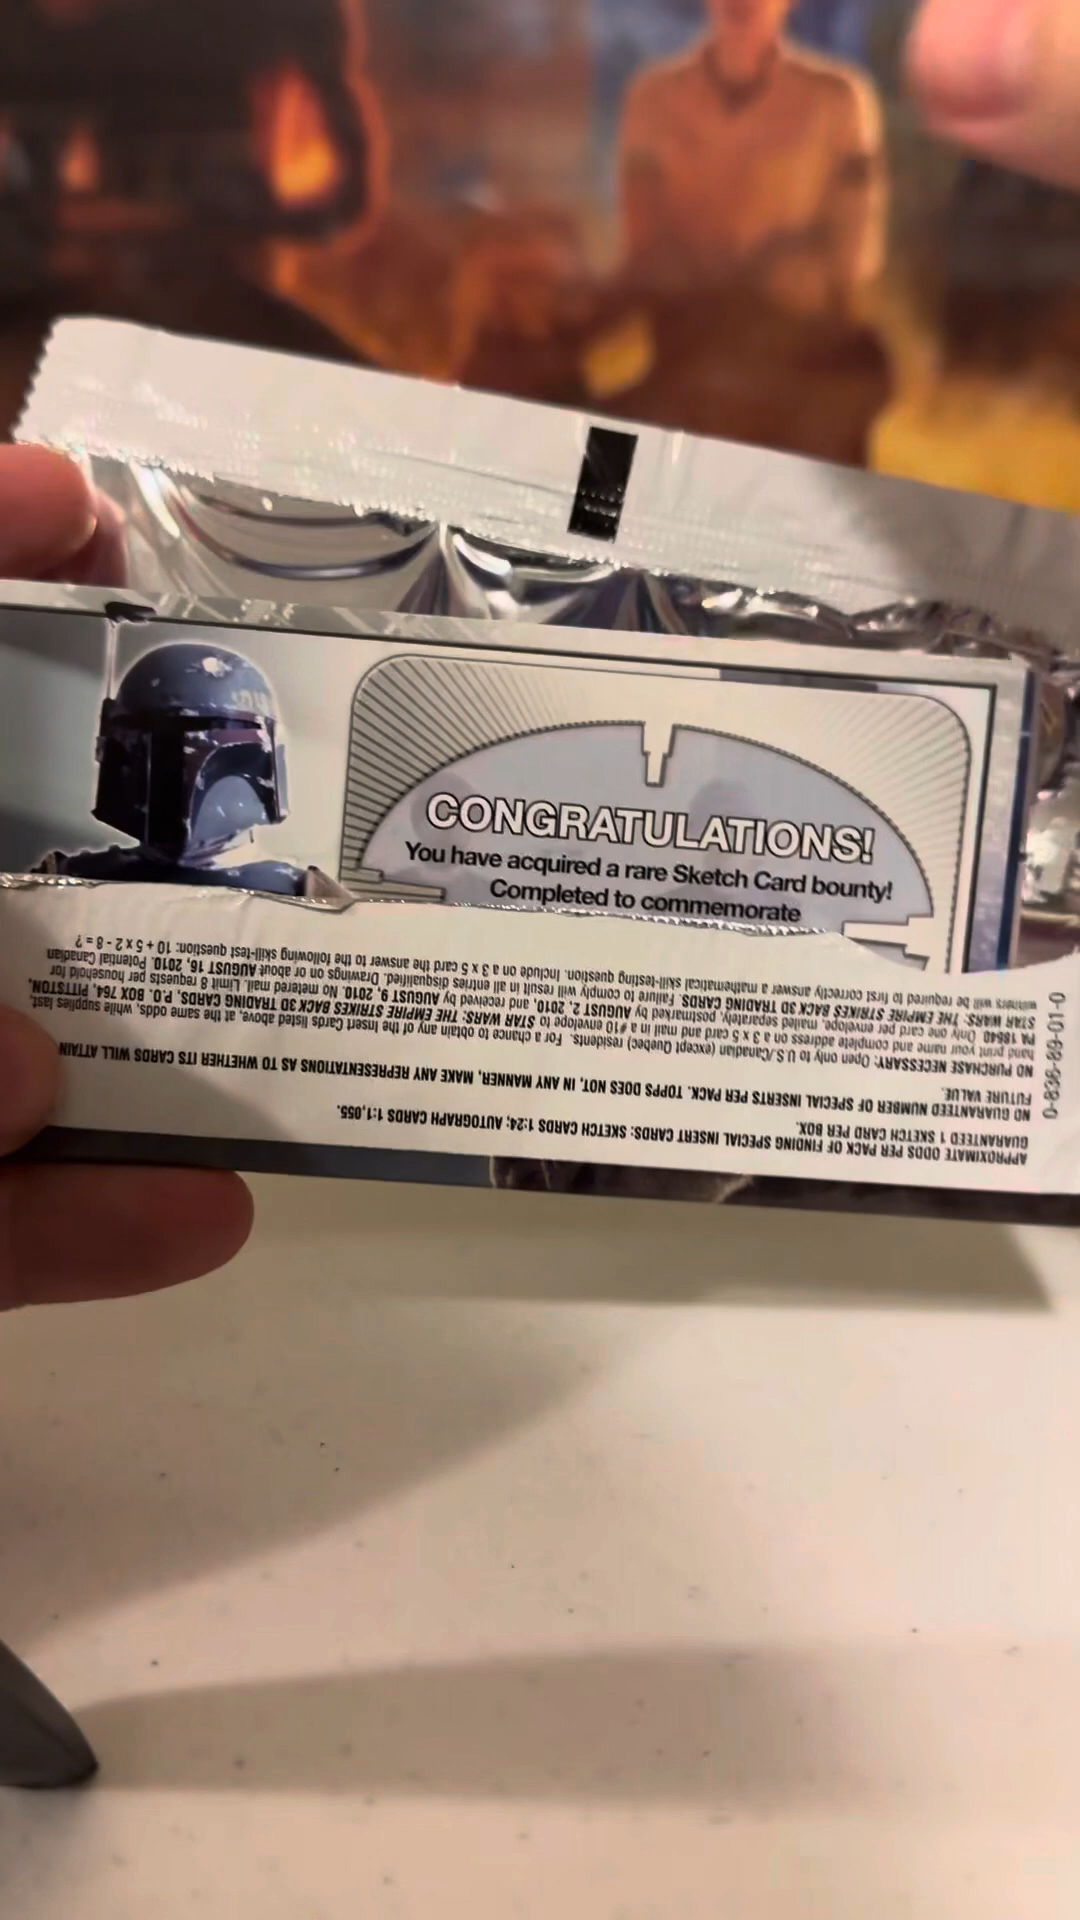 CONGRATULATIONS!
You have acquired a rare Sketch Card bounty!
Completed to commemorate
APPROXIMATE ODDS PER PACK OF FINDING SPECIAL INSERT CARDS: SKETCH CARDS 1:24; AUTOGRAPH CARDS 1:1,055.
GUARANTEED 1 SKETCH CARD PER BOX.
NO GUARANTEED NUMBER OF SPECIAL INSERTS PER PACK. TOPPS DOES NOT, IN ANY MANNER, MAKE ANY REPRESENTATIONS AS TO WHETHER ITS CARDS WILL ATTAIN
FUTURE VALUE.
NO PURCHASE NECESSARY: Open only to U.S./Canadian (except Quebec) residents. For a chance to obtain any of the Insert Cards listed above, at the same odds, while supplies last,
hand print your name and complete address on a 3 x 5 card and mail in a #10 envelope to STAR WARS: THE EMPIRE STRIKES BACK 3D TRADING CARDS, P.O. BOX 764, PITTSTON,
PA 18640 Only one card per envelope, mailed separately, postmarked by AUGUST 2, 2010, and received by AUGUST 9, 2010. No metered mail. Limit 8 requests per household for
STAR WARS: THE EMPIRE STRIKES BACK 3D TRADING CARDS. Failure to comply will result in all entries disqualified. Drawings on or about AUGUST 16, 2010. Potential Canadian
winners will be required to first correctly answer a mathematical skill-testing question. Include on a 3 x 5 card the answer to the following skill-test question: 10 + 5 x 2 - 8 = ?
0-836-89-01-0